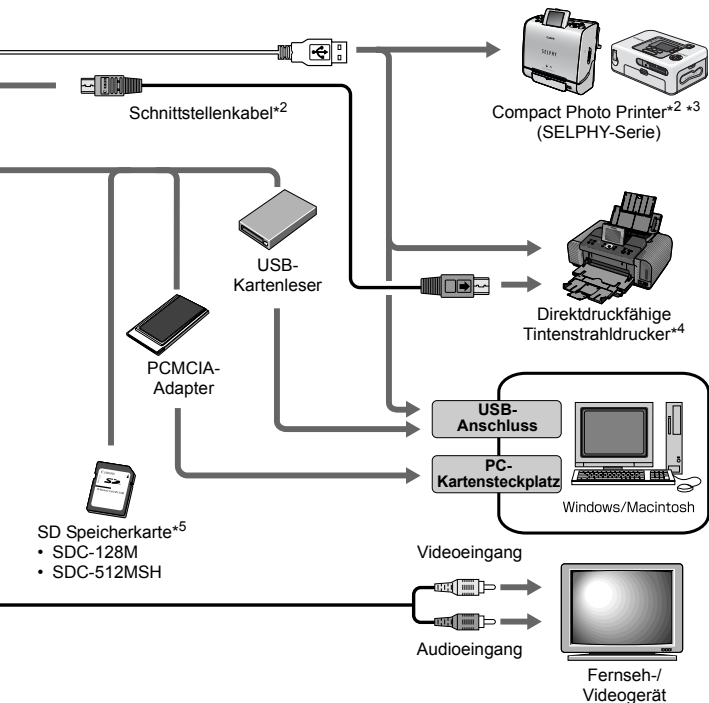 SELPHY
Schnittstellenkabel*2
Compact Photo Printer*2 *3
(SELPHY-Serie)
USB-
Kartenleser
Direktdruckfähige
Tintenstrahldrucker*4
PCMCIA-
Adapter
USB-
Anschluss
PC-
Kartensteckplatz
Windows/Macintosh
SD Speicherkarte*5
• SDC-128M
• SDC-512MSH
Videoeingang
Audioeingang
Fernseh-/
Videogerät